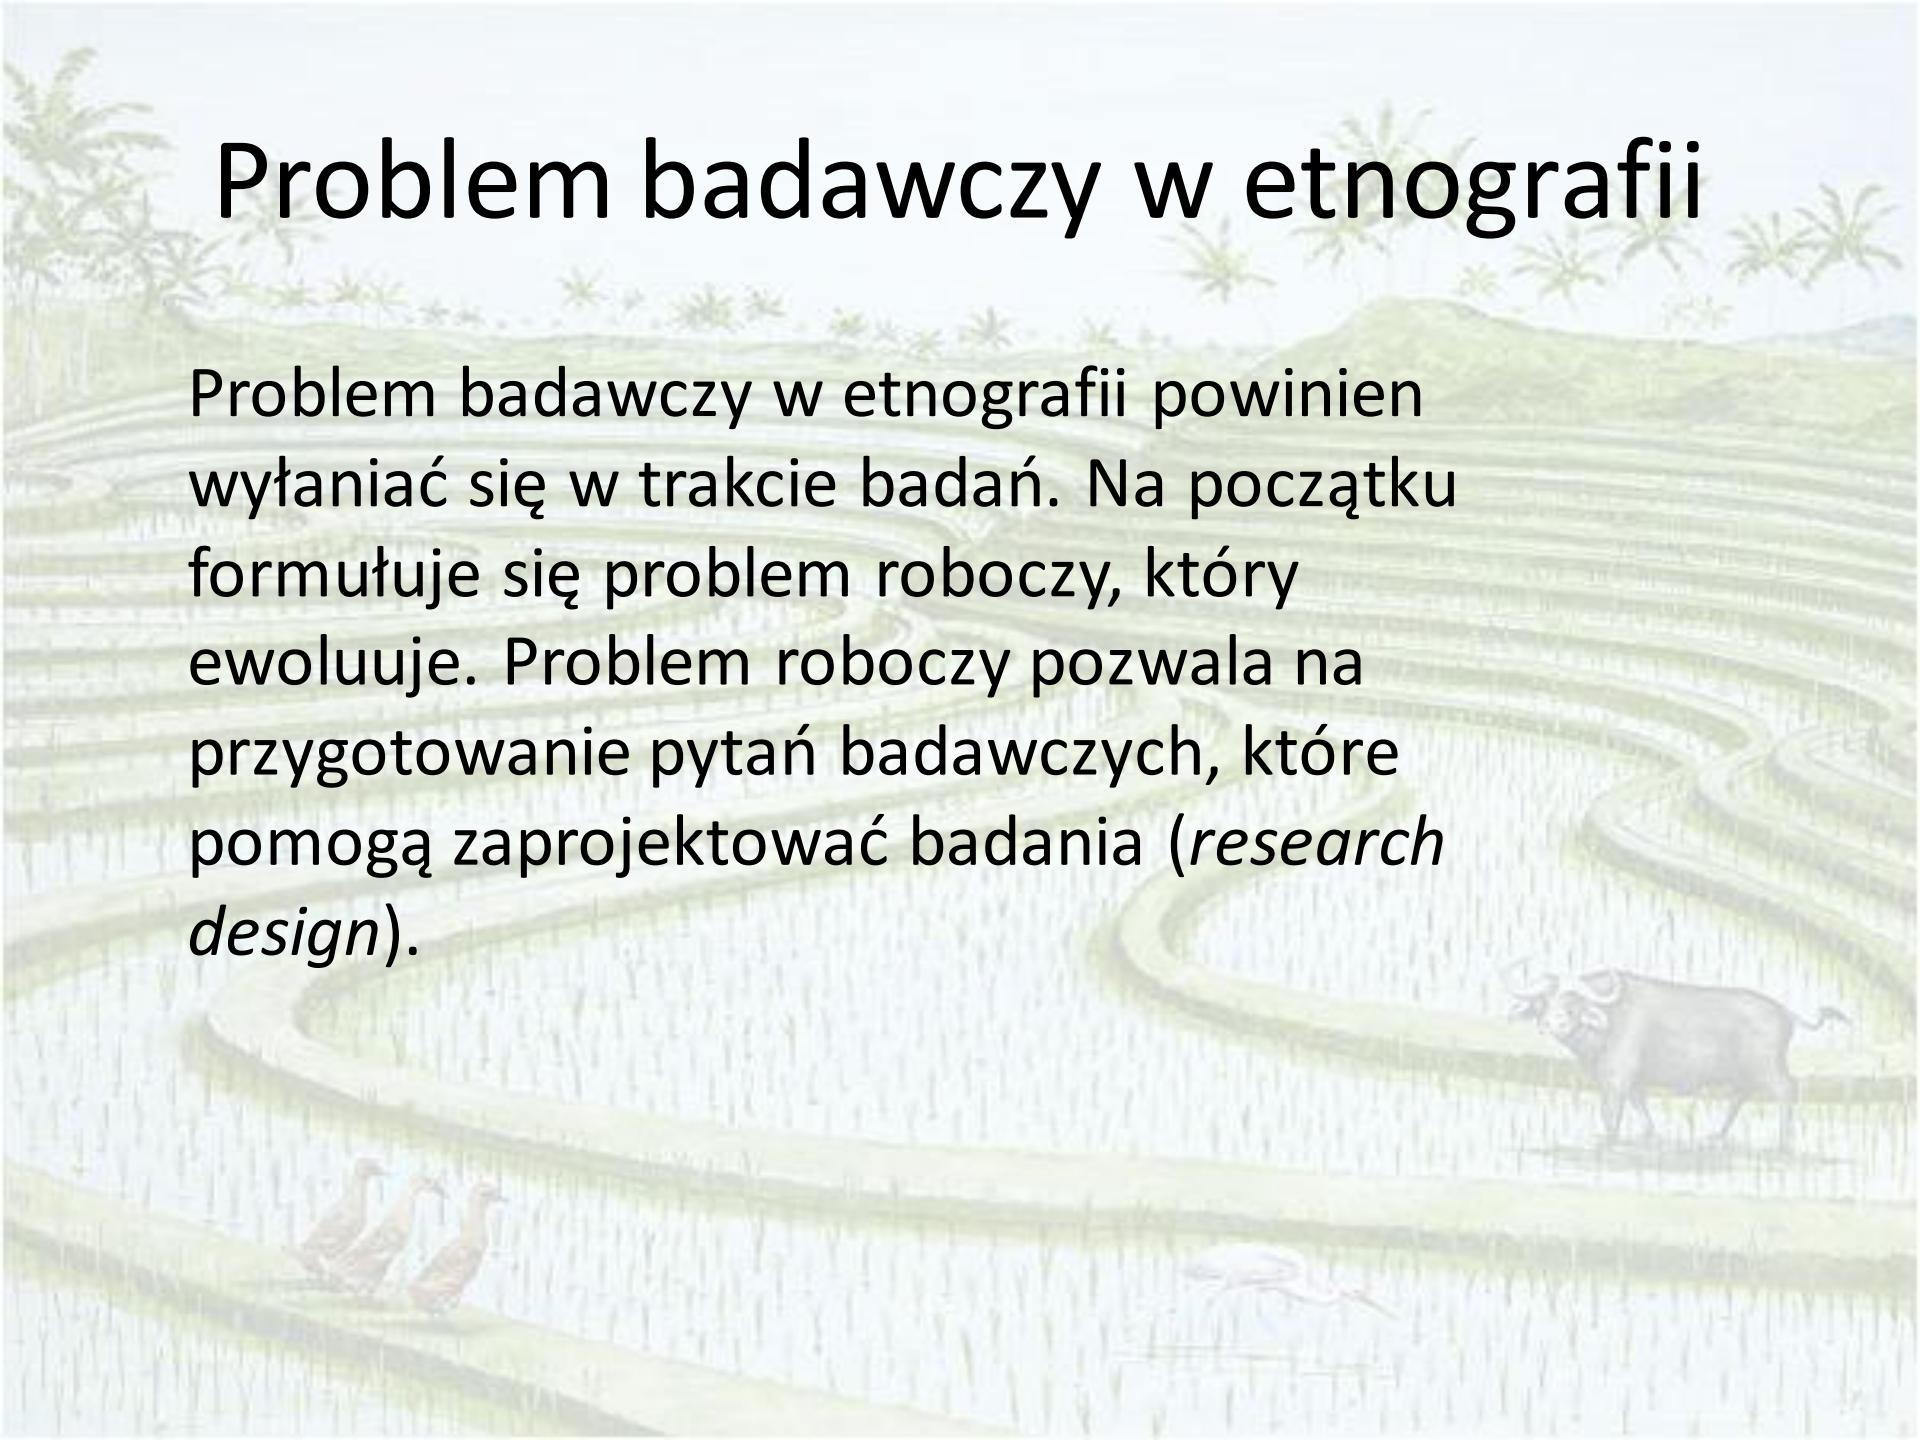 Problem badawczy w etnografii
Problem badawczy w etnografii powinien
wyłaniać się w trakcie badań. Na początku
formułuje się problem roboczy, który
ewoluuje. Problem roboczy pozwala na
przygotowanie pytań badawczych, które
pomogą zaprojektować badania (research
design).